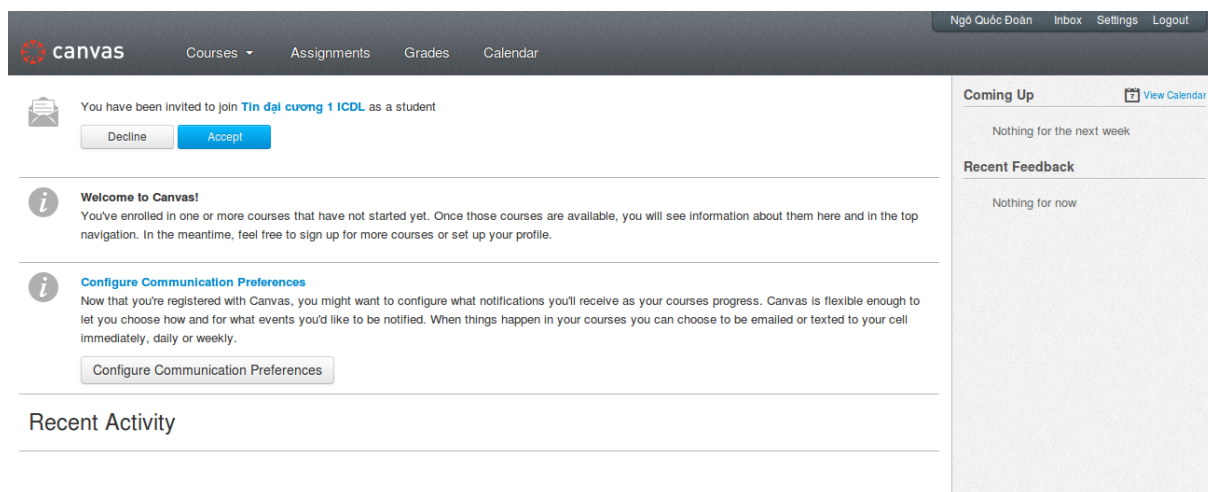 Ngô Quốc Đoàn Inbox Settings Logout
canvas Courses Assignments Grades Calendar
You have been invited to join Tin đại cương 1 ICDL as a student
Decline Accept
Welcome to Canvas!
You've enrolled in one or more courses that have not started yet. Once those courses are available, you will see information about them here and in the top
navigation. In the meantime, feel free to sign up for more courses or set up your profile.
Configure Communication Preferences
Now that you're registered with Canvas, you might want to configure what notifications you'll receive as your courses progress. Canvas is flexible enough to
let you choose how and for what events you'd like to be notified. When things happen in your courses you can choose to be emailed or texted to your cell
immediately, daily or weekly.
Configure Communication Preferences
Recent Activity
Coming Up 7 View Calendar
Nothing for the next week
Recent Feedback
Nothing for now